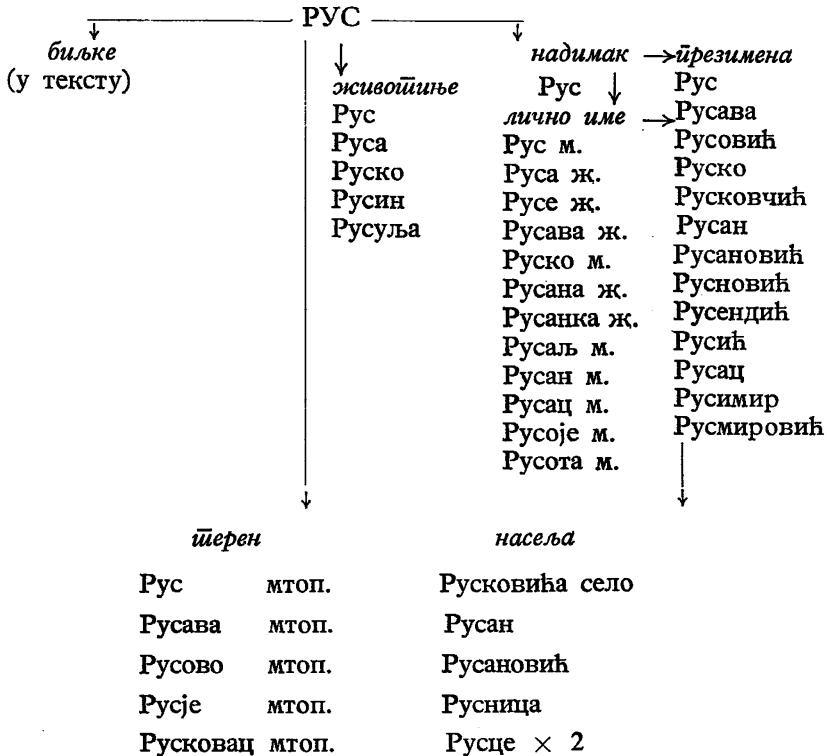 РУС
биљке
(у тексту)
животиње
Рус
Руса
Руско
Русин
Русуља
надимак
Рус
лично име
Рус м.
Руса ж.
Русе ж.
Русава ж.
Руско м.
Русана ж.
Русанка ж.
Русаљ м.
Русан м.
Русац м.
Русоје м.
Русота м.
презимена
Рус
Русава
Русовић
Руско
Русковчић
Русан
Русановић
Русновић
Русендић
Русић
Русац
Русимир
Русмировић
терен
Рус мтоп.
Русава мтоп.
Русово мтоп.
Русје мтоп.
Русковац мтоп.
насеља
Русковића село
Русан
Русановић
Русница
Русце × 2